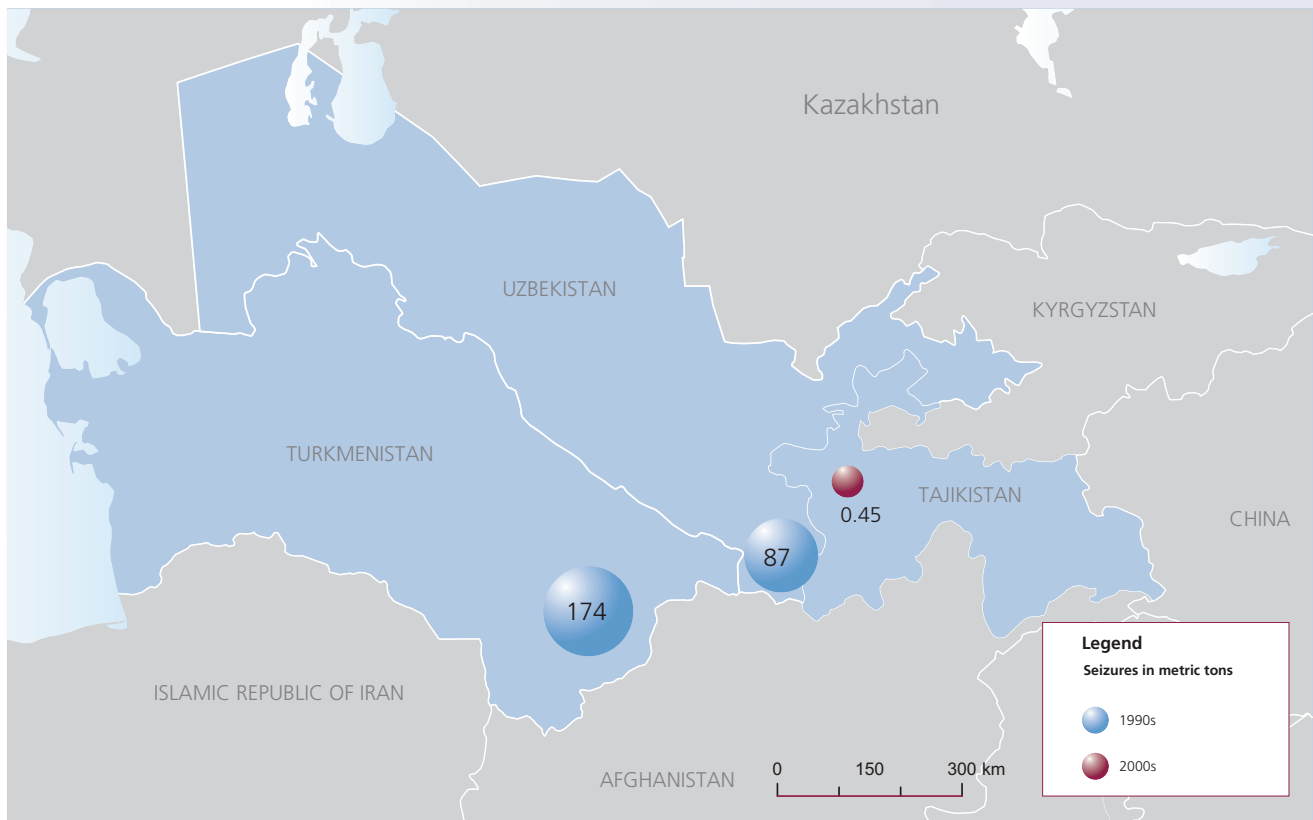 Kazakhstan
UZBEKISTAN
KYRGYZSTAN
TURKMENISTAN
TAJIKISTAN
0.45
CHINA
87
174
Legend
Seizures in metric tons
1990s
2000s
ISLAMIC REPUBLIC OF IRAN
AFGHANISTAN
0 150 300 km